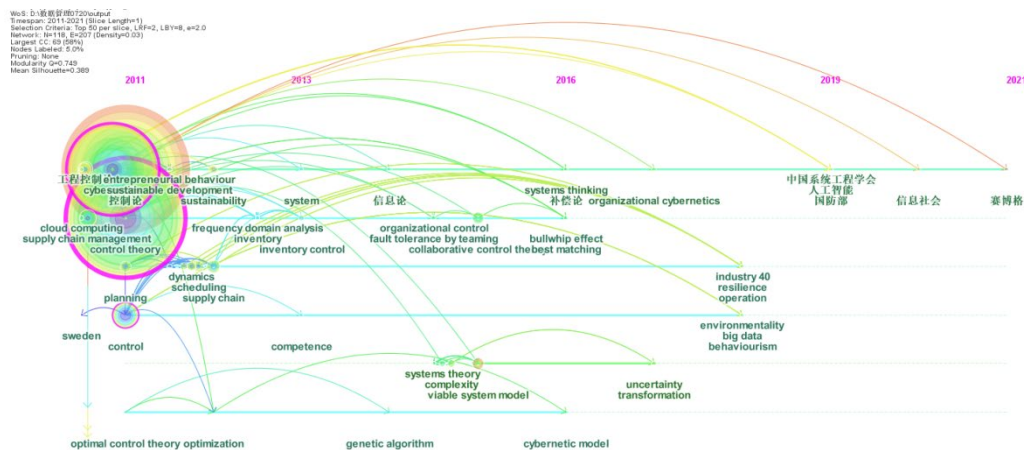 WoS: D:\数据管理0720\output
Timespan: 2011-2021 (Slice Length=1)
Selection Criteria: Top 50 per slice, LRF=2, LBY=8, e=2.0
Network: N=118, E=207 (Density=0.03)
Largest CC: 69 (58%)
Nodes Labeled: 5.0%
Pruning: None
Modularity Q=0.749
Mean Silhouette=0.389
2011 2013 2016 2019 2021
工程控制 entrepreneurial behaviour
cybe sustainable development
控制论 sustainability system 信息论
systems thinking
补偿论 organizational cybernetics
中国系统工程学会
人工智能
国防部 信息社会 赛博格
cloud computing frequency domain analysis organizational control
supply chain management inventory fault tolerance by teaming bullwhip effect
control theory inventory control collaborative control the best matching
dynamics industry 40
scheduling resilience
planning supply chain operation
sweden environmentality
control competence big data
behaviourism
systems theory uncertainty
complexity transformation
viable system model
optimal control theory optimization genetic algorithm cybernetic model